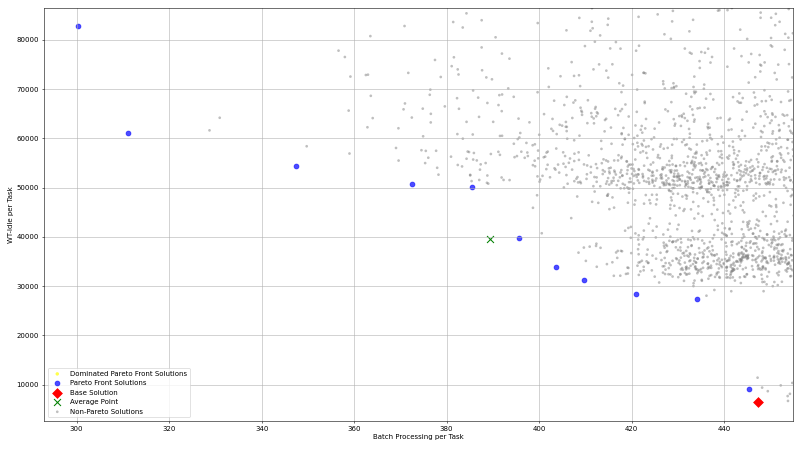 80000
70000
60000
50000
40000
30000
20000
10000
WT-Idle per Task
Dominated Pareto Front Solutions
Pareto Front Solutions
Base Solution
Average Point
Non-Pareto Solutions
300 320 340 360 380 400 420 440
Batch Processing per Task